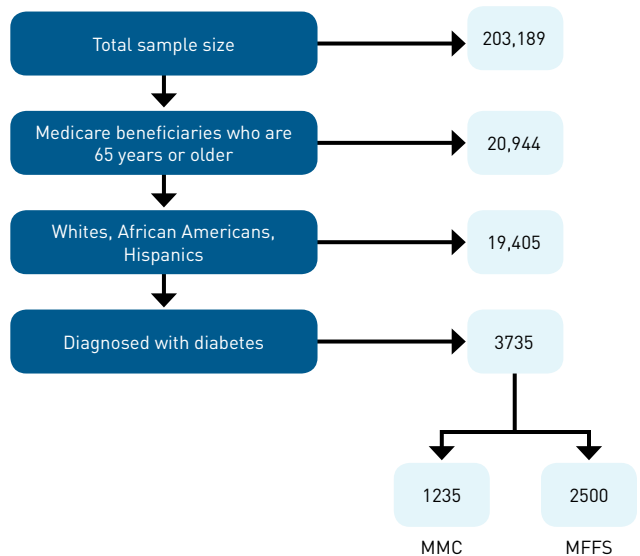 Total sample size
203,189
Medicare beneficiaries who are
65 years or older
20,944
Whites, African Americans,
Hispanics
19,405
Diagnosed with diabetes
3735
1235
2500
MMC
MFFS